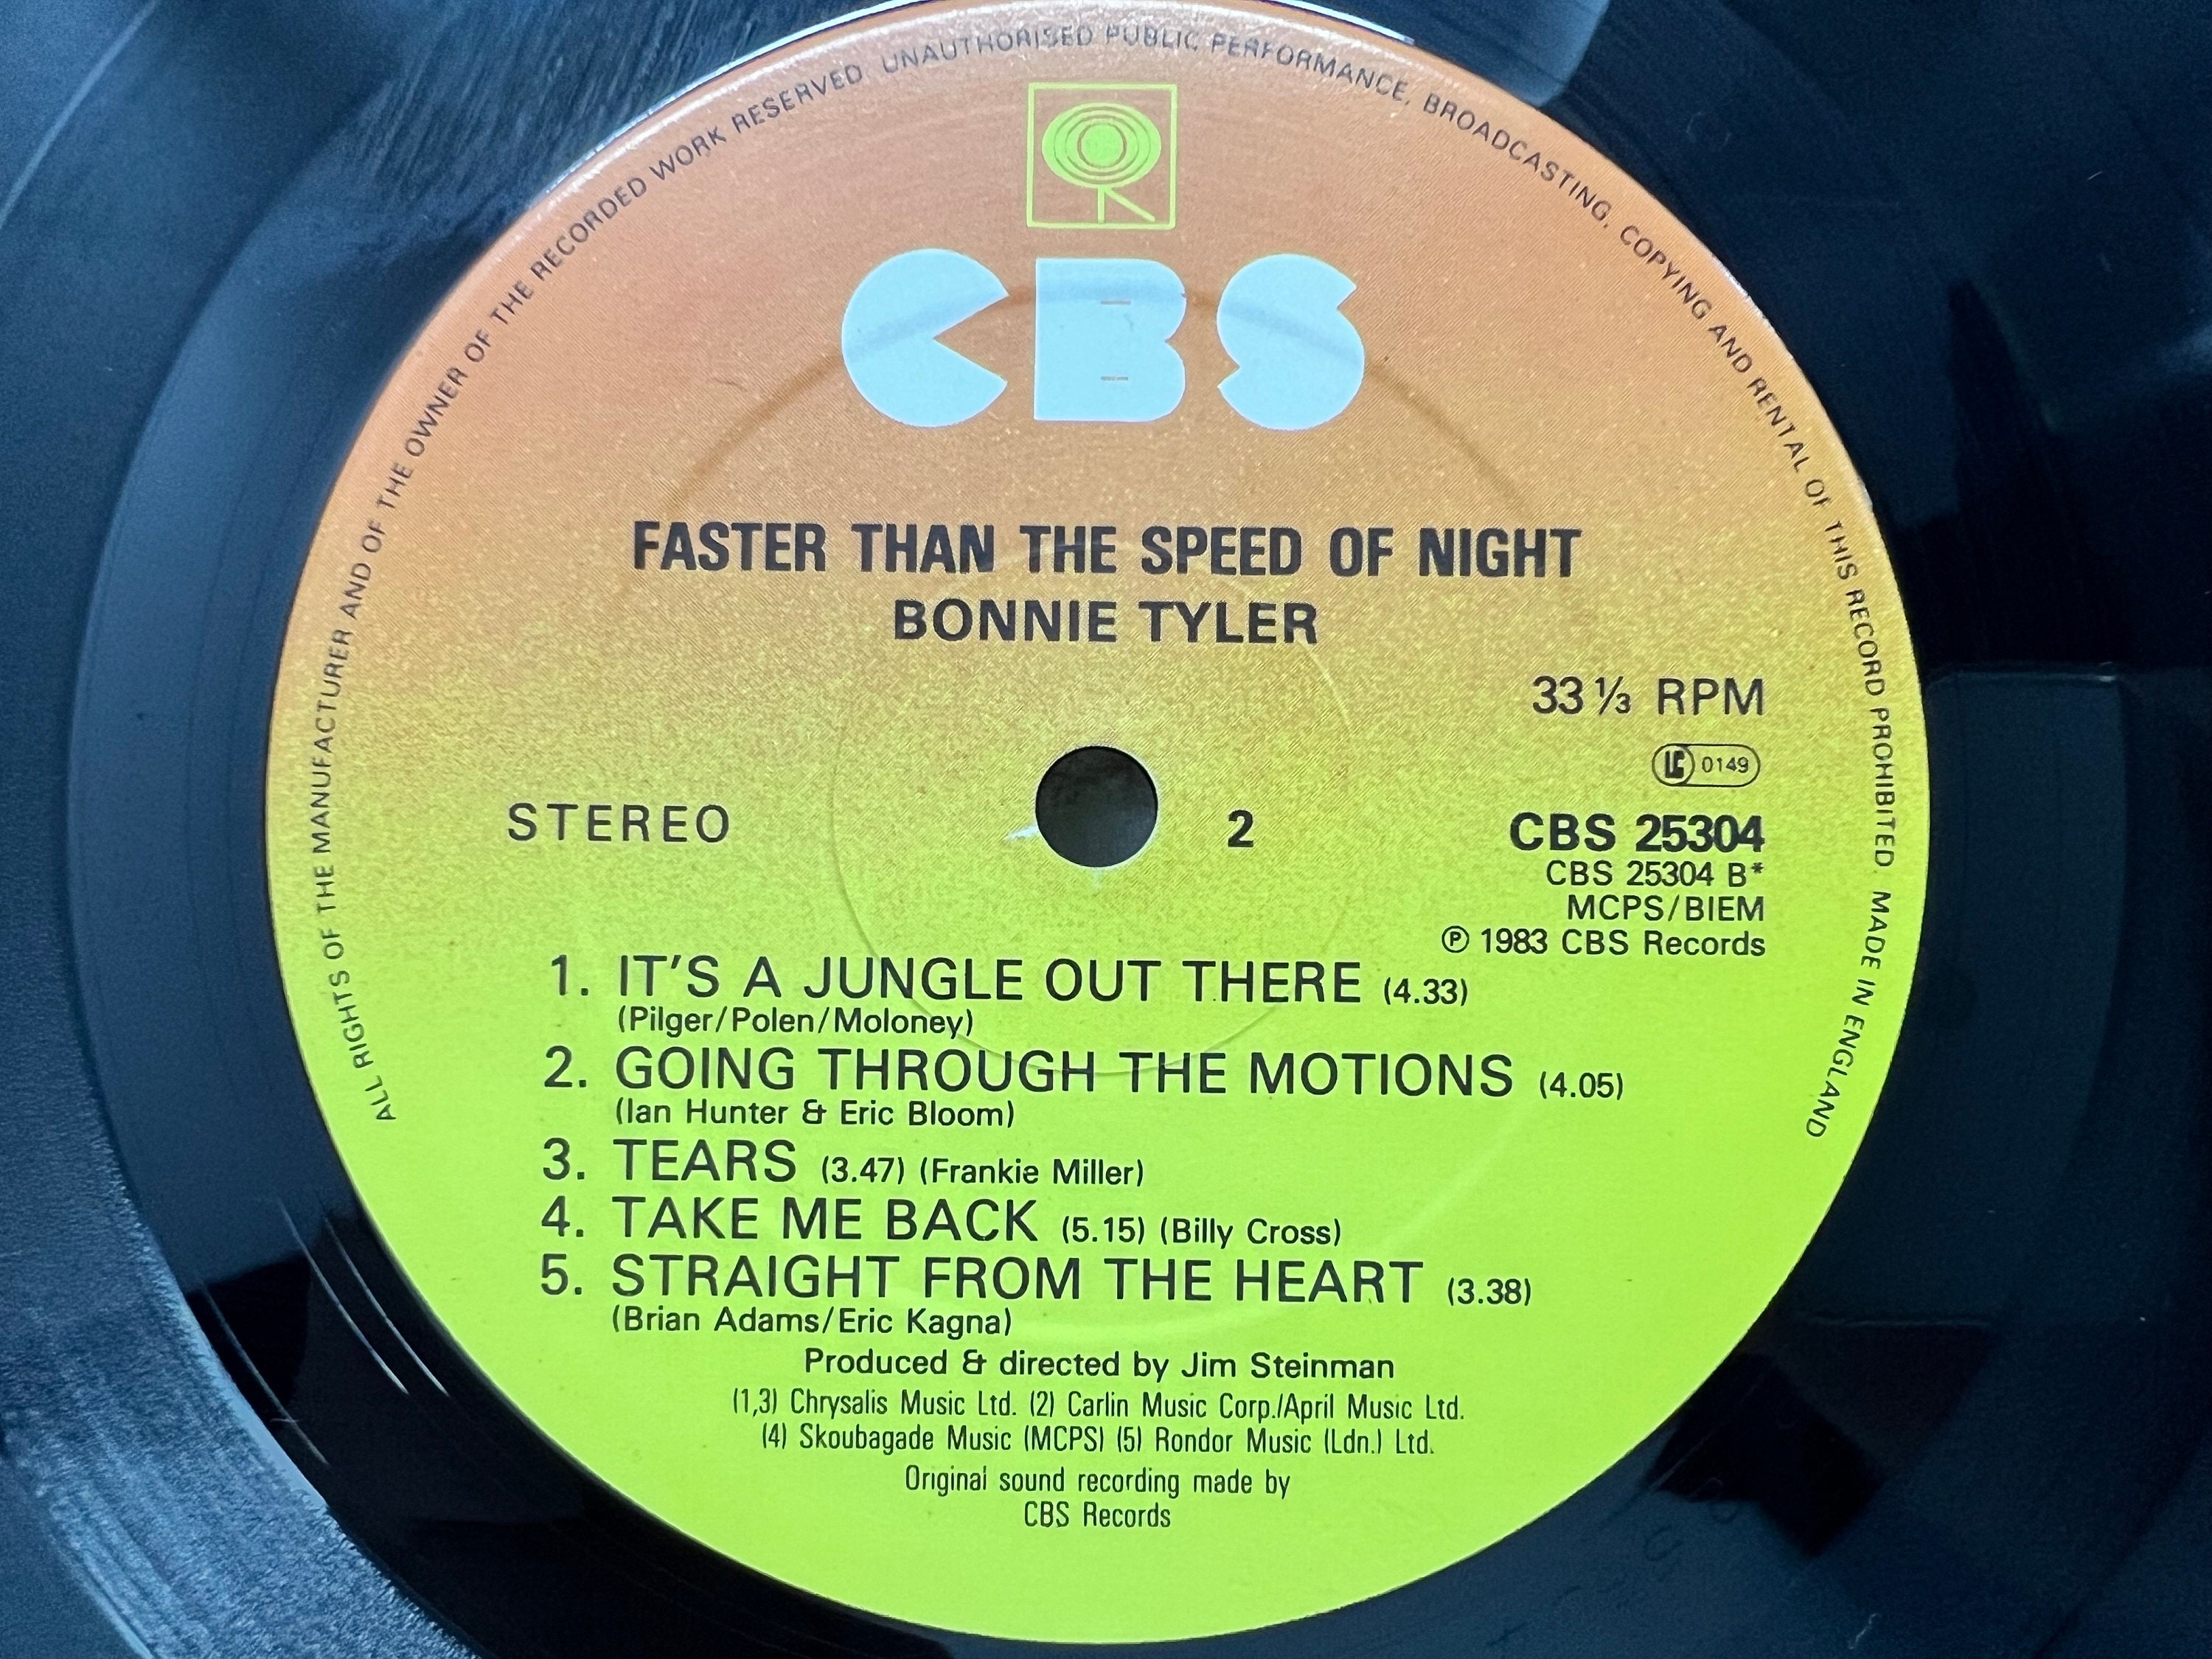 ALL RIGHTS OF THE MANUFACTURER AND OF THE OWNER OF THE RECORDED WORK RESERVED. UNAUTHORISED PUBLIC PERFORMANCE, BROADCASTING, COPYING AND RENTAL OF THIS RECORD PROHIBITED. MADE IN ENGLAND
CBS
FASTER THAN THE SPEED OF NIGHT
BONNIE TYLER
33⅓ RPM
LC 0149
STEREO
2
CBS 25304
CBS 25304 B*
MCPS/BIEM
℗ 1983 CBS Records
1. IT'S A JUNGLE OUT THERE (4.33)
(Pilger/Polen/Moloney)
2. GOING THROUGH THE MOTIONS (4.05)
(Ian Hunter & Eric Bloom)
3. TEARS (3.47) (Frankie Miller)
4. TAKE ME BACK (5.15) (Billy Cross)
5. STRAIGHT FROM THE HEART (3.38)
(Brian Adams/Eric Kagna)
Produced & directed by Jim Steinman
(1,3) Chrysalis Music Ltd. (2) Carlin Music Corp./April Music Ltd.
(4) Skoubagade Music (MCPS) (5) Rondor Music (Ldn.) Ltd.
Original sound recording made by
CBS Records